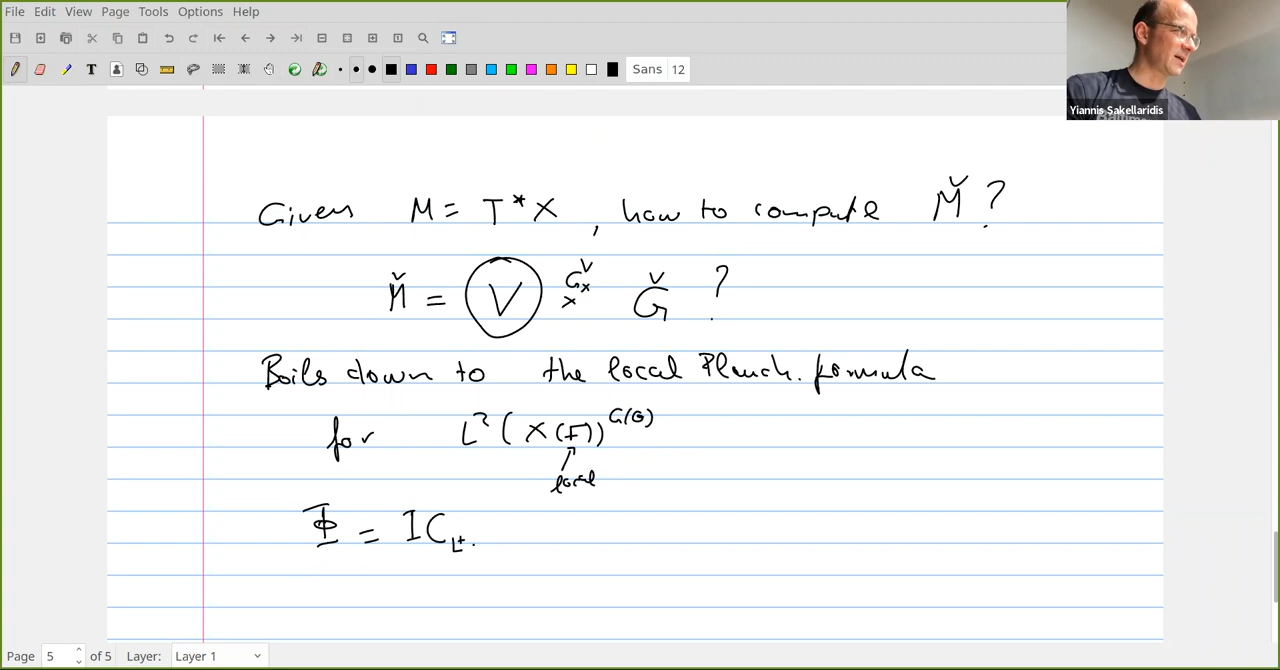 File Edit View Page Tools Options Help
Sans 12
Yiannis Sakellaridis
Given M = T*X, how to compute M̌?
M̌ = V ×^{Ǧ_X} Ǧ ?
Boils down to the local Planch. formula
for L²(X(F))^{G(O)}
local
Φ = IC_{L⁺.
Page 5 of 5 Layer: Layer 1